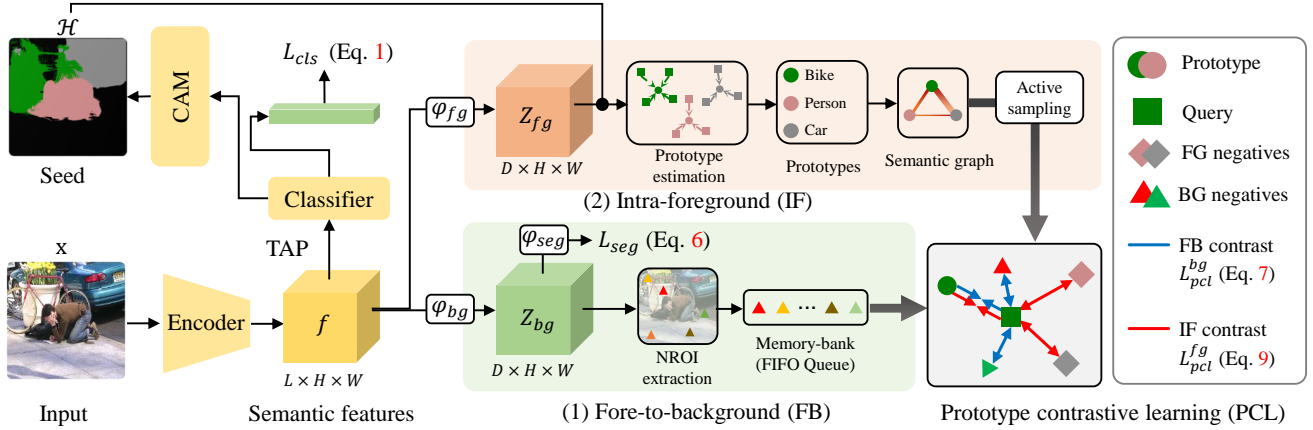 ℋ
Seed
CAM
L_cls (Eq. 1)
Classifier
TAP
x
Input
Encoder
f
L × H × W
Semantic features
φ_fg
Z_fg
D × H × W
Prototype
estimation
Bike
Person
Car
Prototypes
Semantic graph
Active
sampling
(2) Intra-foreground (IF)
φ_bg
φ_seg
L_seg (Eq. 6)
Z_bg
D × H × W
NROI
extraction
Memory-bank
(FIFO Queue)
(1) Fore-to-background (FB)
Prototype contrastive learning (PCL)
Prototype
Query
FG negatives
BG negatives
FB contrast
L_pcl^bg (Eq. 7)
IF contrast
L_pcl^fg (Eq. 9)